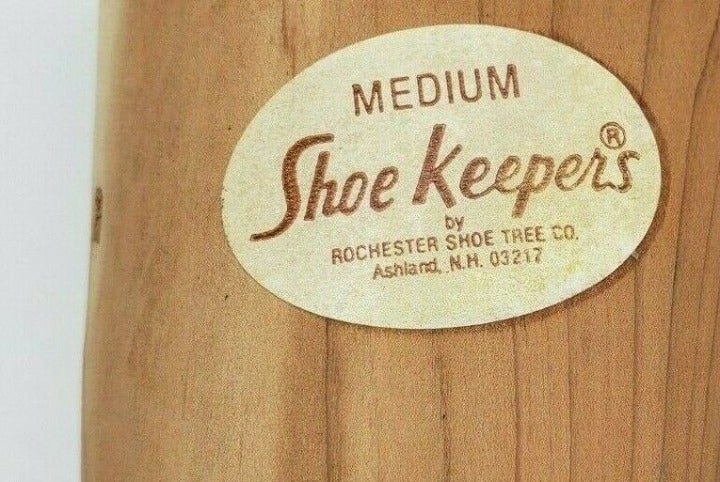 MEDIUM
Shoe Keepers®
by
ROCHESTER SHOE TREE CO.
Ashland, N.H. 03217